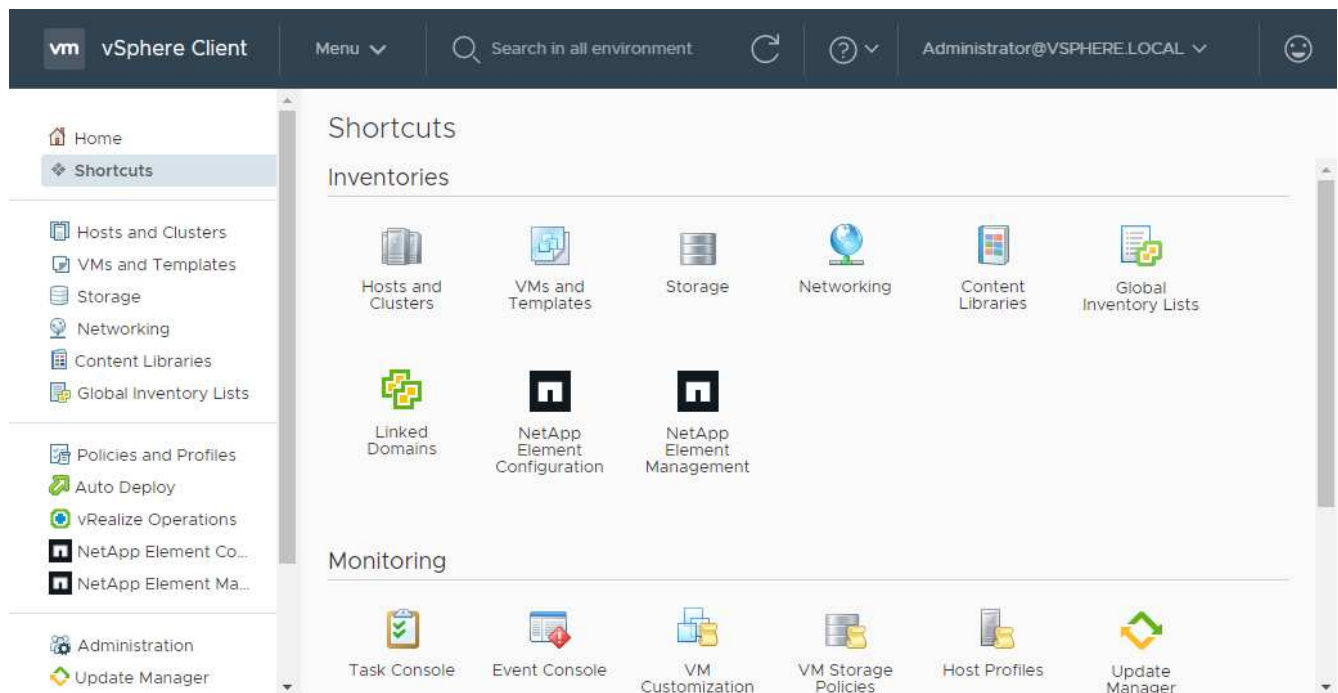 vm vSphere Client Menu Search in all environment Administrator@VSPHERE.LOCAL
Home
Shortcuts
Hosts and Clusters
VMs and Templates
Storage
Networking
Content Libraries
Global Inventory Lists
Policies and Profiles
Auto Deploy
vRealize Operations
NetApp Element Co...
NetApp Element Ma...
Administration
Update Manager
Shortcuts
Inventories
Hosts and
Clusters
VMs and
Templates
Storage
Networking
Content
Libraries
Global
Inventory Lists
Linked
Domains
NetApp
Element
Configuration
NetApp
Element
Management
Monitoring
Task Console
Event Console
VM
Customization
VM Storage
Policies
Host Profiles
Update
Manager